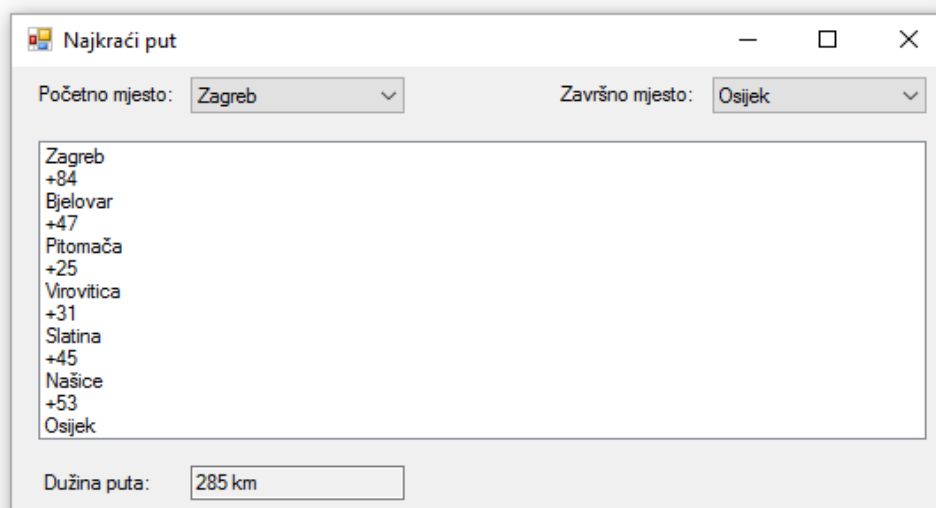 Najkraći put
Početno mjesto: Zagreb Završno mjesto: Osijek
Zagreb
+84
Bjelovar
+47
Pitomača
+25
Virovitica
+31
Slatina
+45
Našice
+53
Osijek
Dužina puta: 285 km